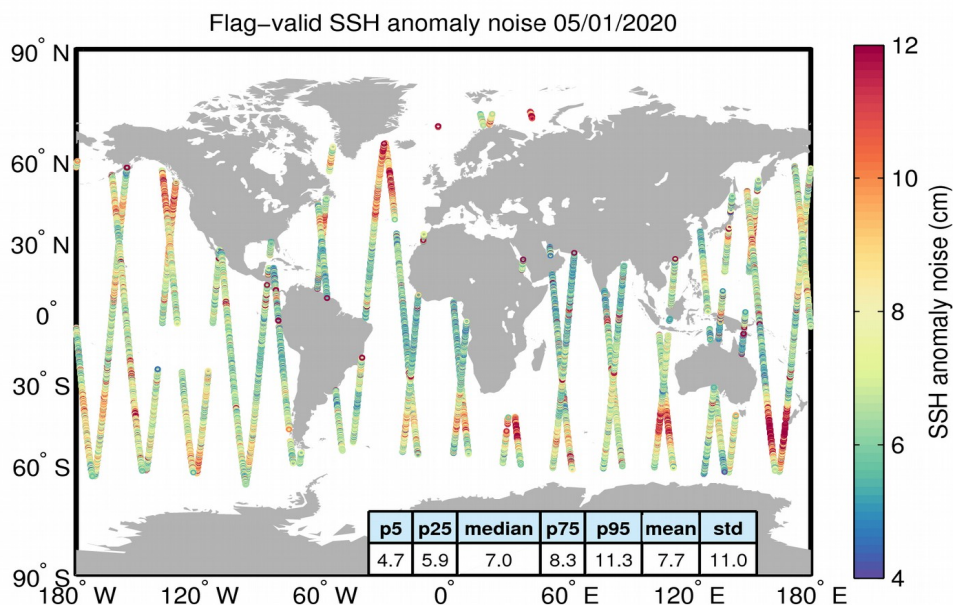 Flag−valid SSH anomaly noise 05/01/2020
90° N
60° N
30° N
0°
30° S
60° S
90° S
180° W
120° W
60° W
0°
60° E
120° E
180° E
p5 p25 median p75 p95 mean std
4.7 5.9 7.0 8.3 11.3 7.7 11.0
12
10
8
6
4
SSH anomaly noise (cm)